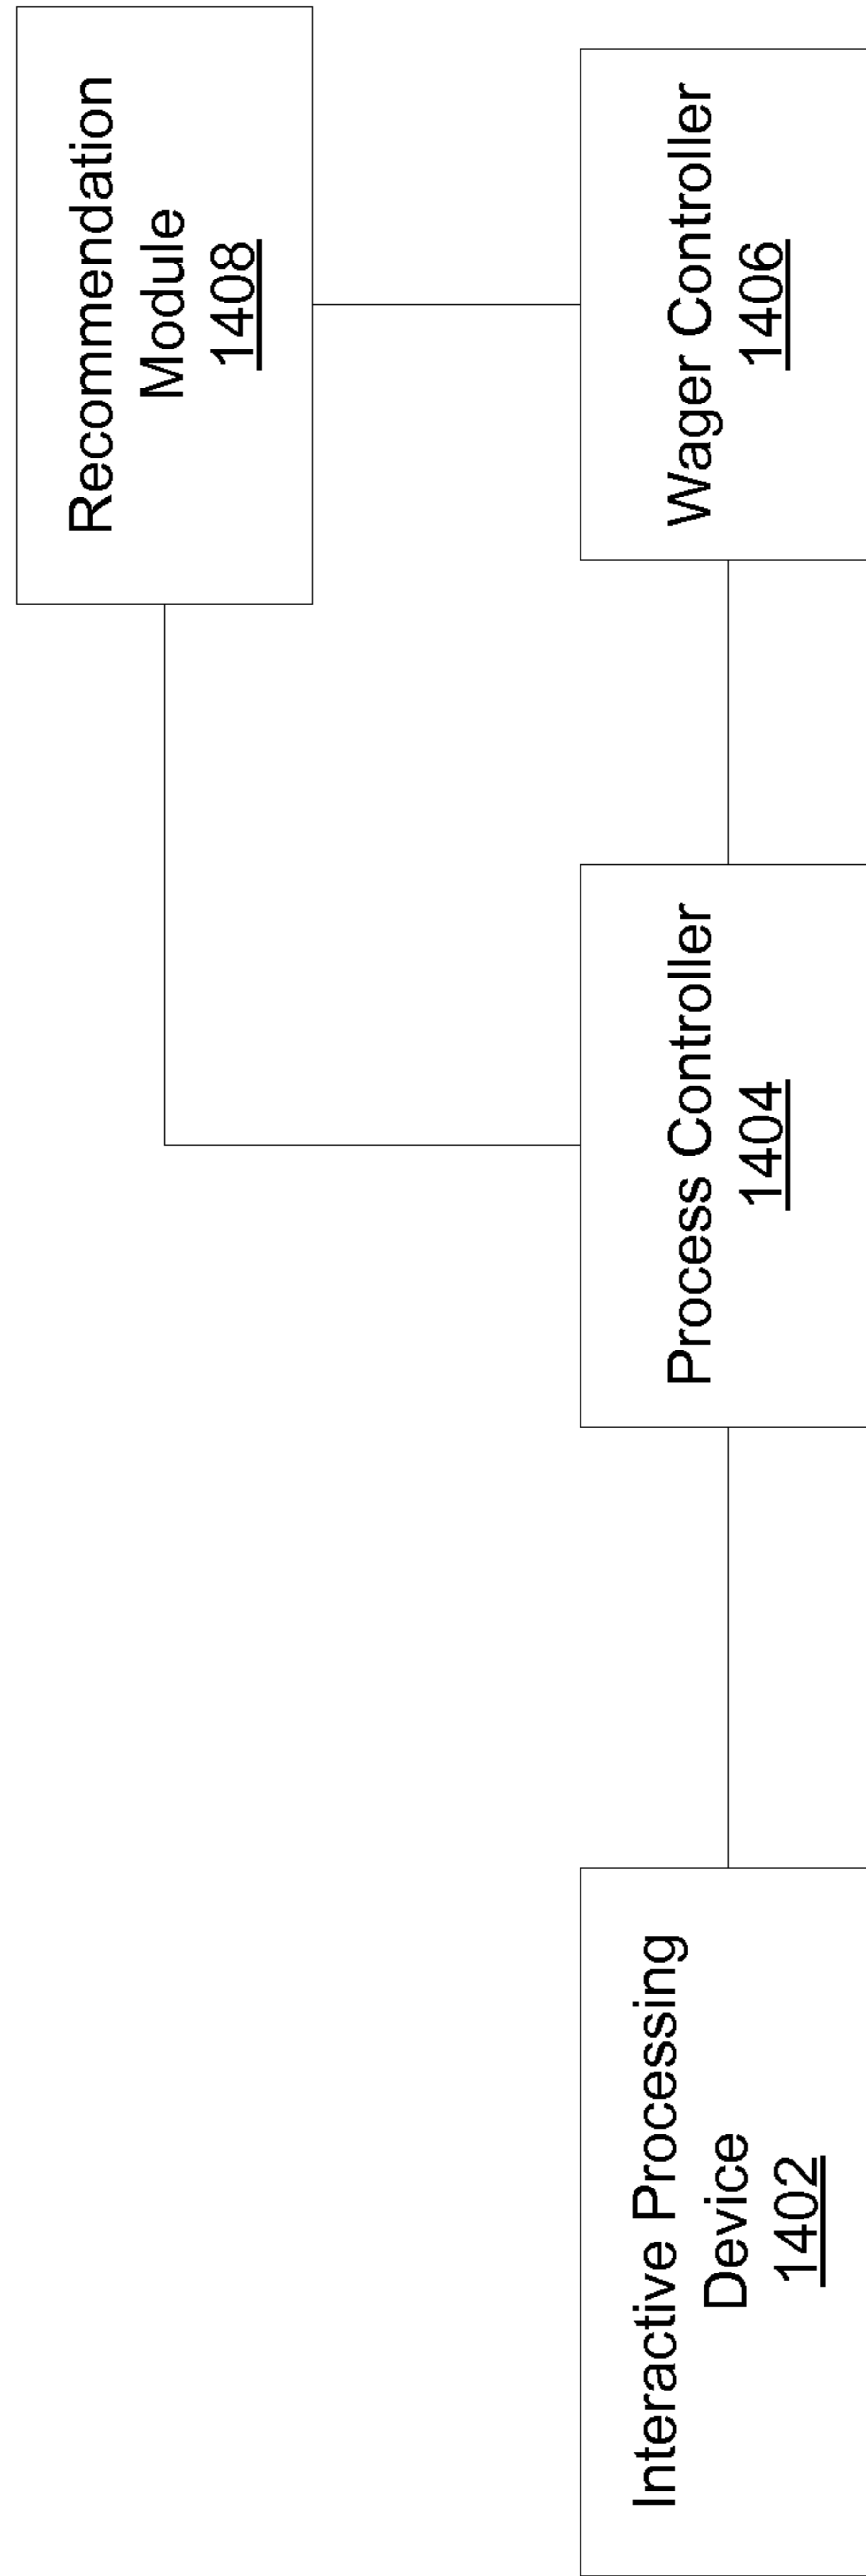 Recommendation
Module
1408
Interactive Processing
Device
1402
Process Controller
1404
Wager Controller
1406